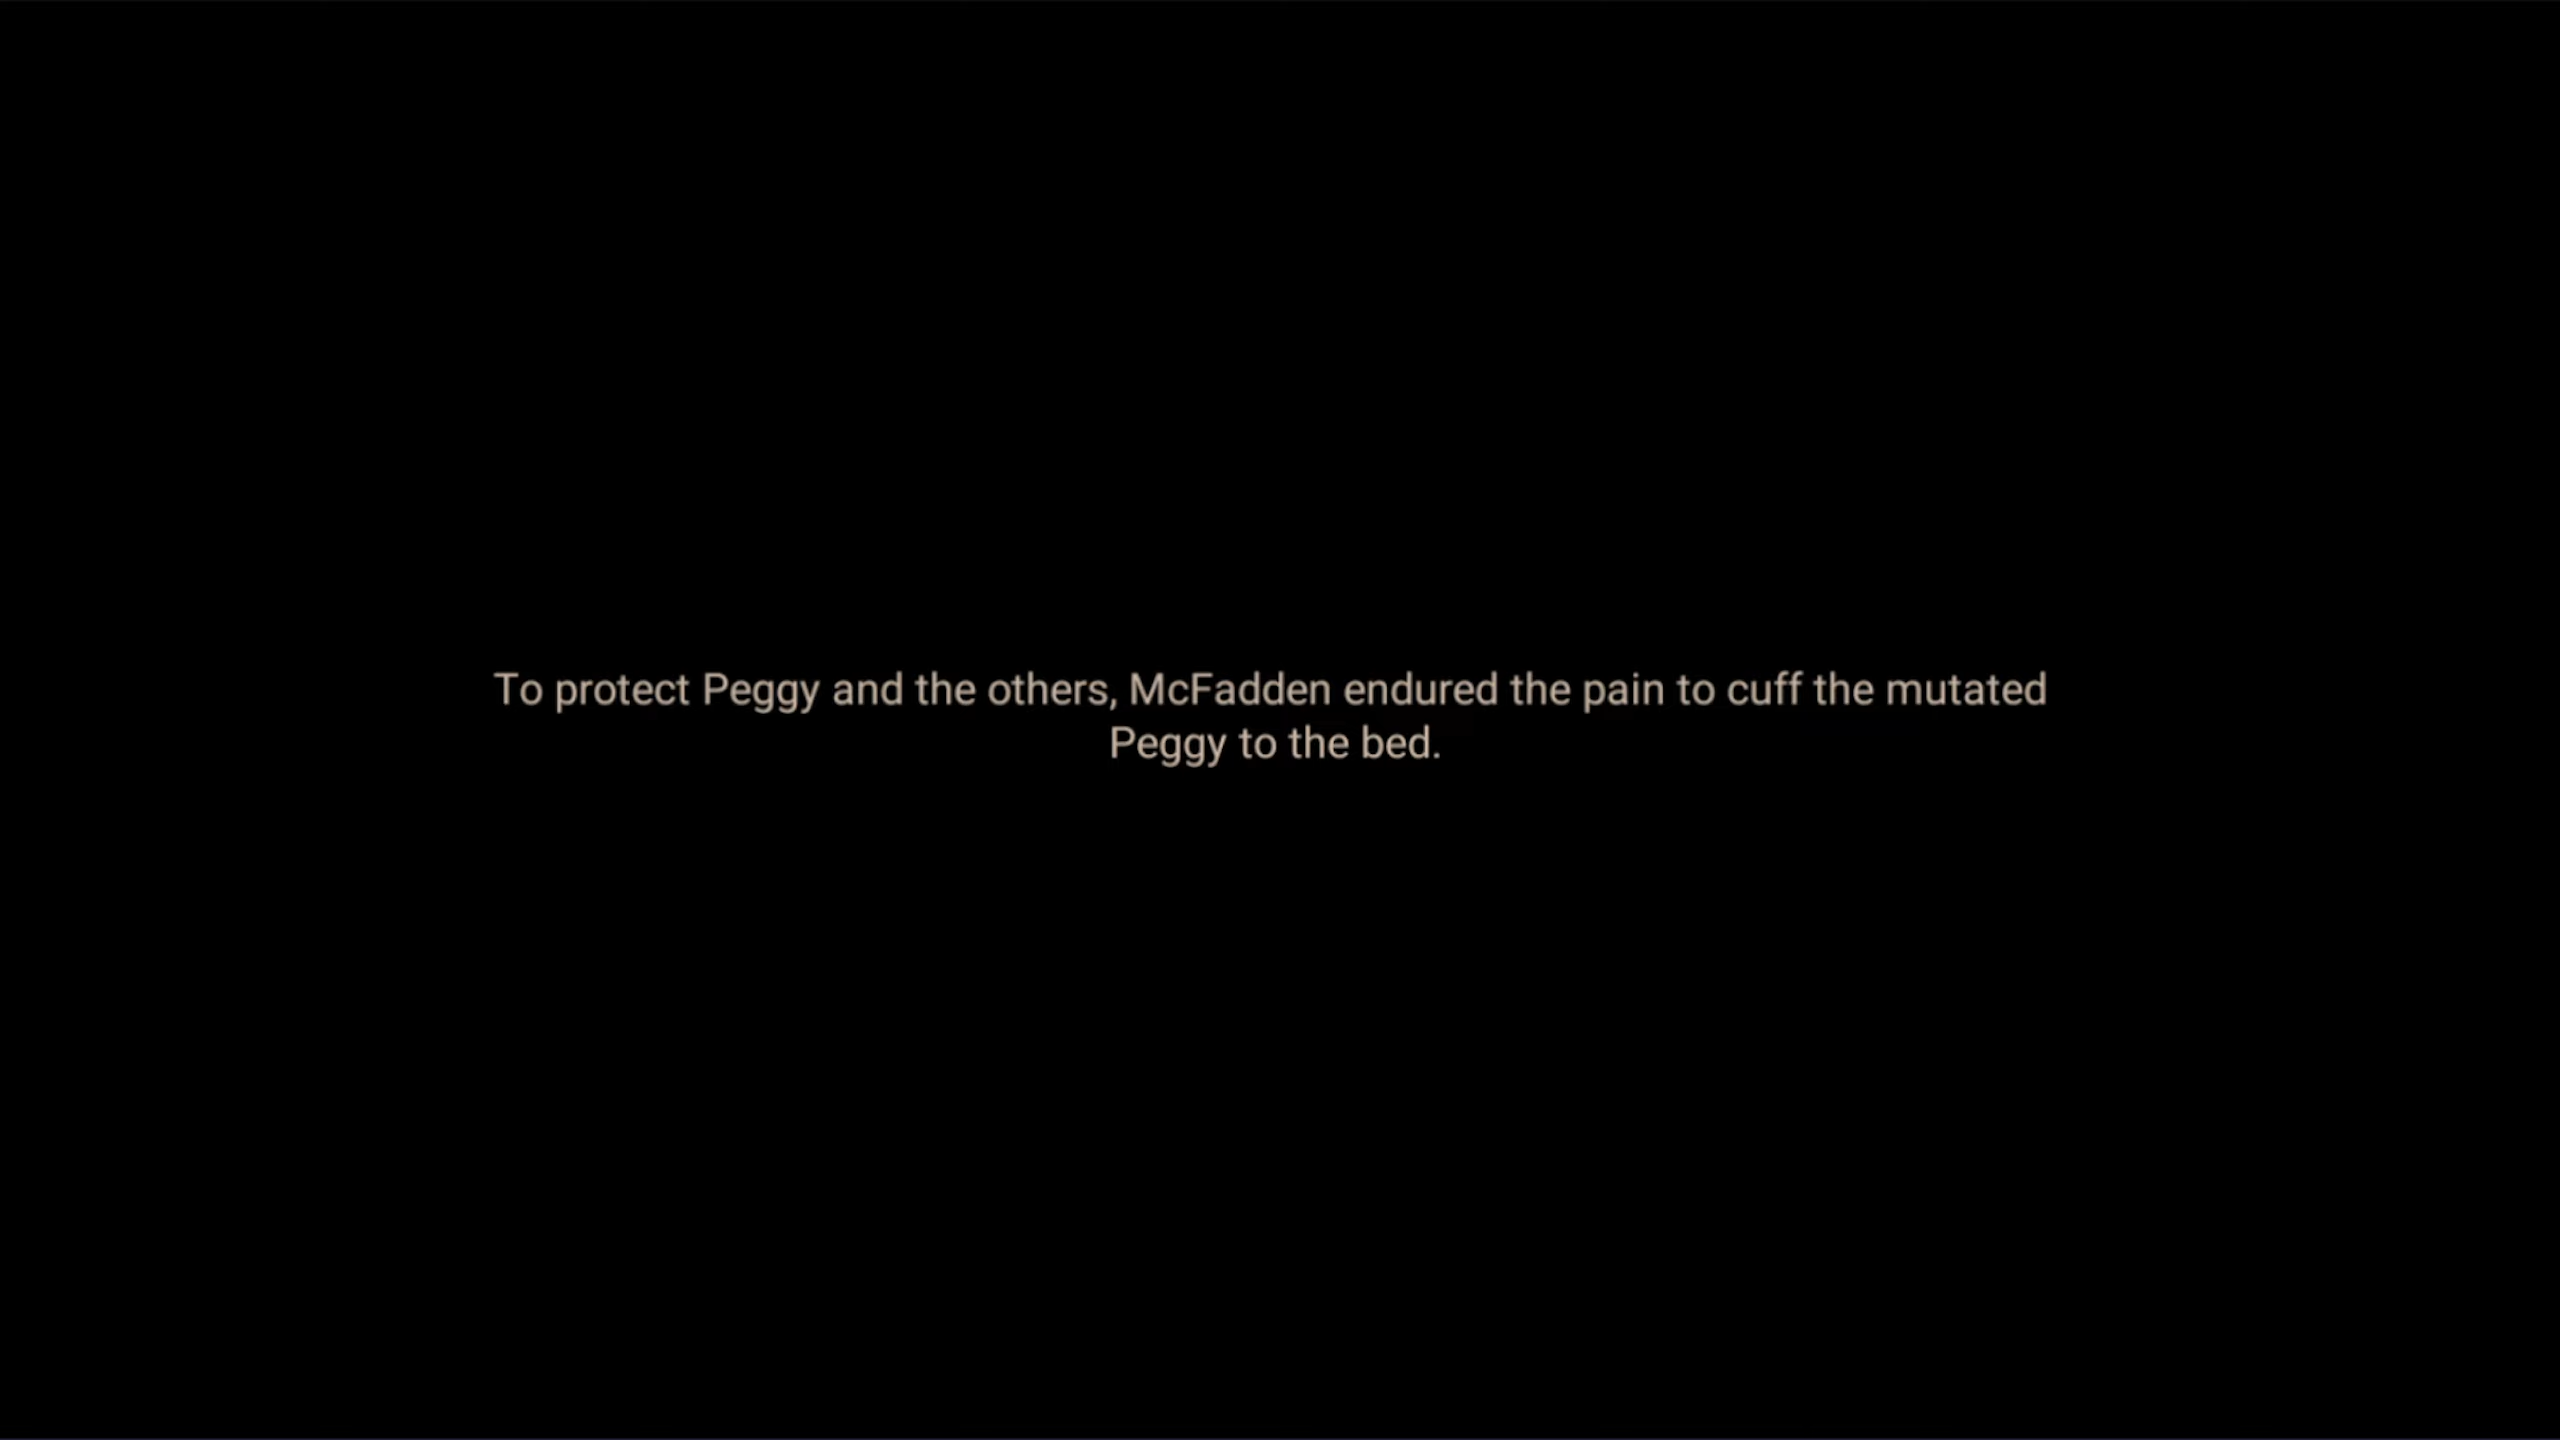 To protect Peggy and the others, McFadden endured the pain to cuff the mutated
Peggy to the bed.